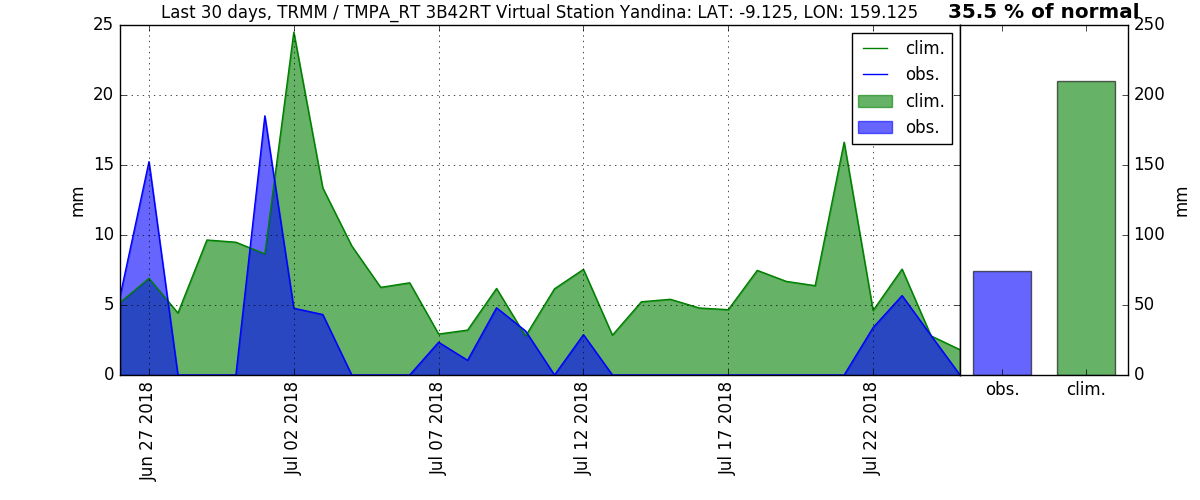 Last 30 days, TRMM / TMPA_RT 3B42RT Virtual Station Yandina: LAT: -9.125, LON: 159.125
35.5 % of normal
25
20
15
10
5
0
mm
clim.
obs.
clim.
obs.
250
200
150
100
50
0
mm
Jun 27 2018
Jul 02 2018
Jul 07 2018
Jul 12 2018
Jul 17 2018
Jul 22 2018
obs.
clim.